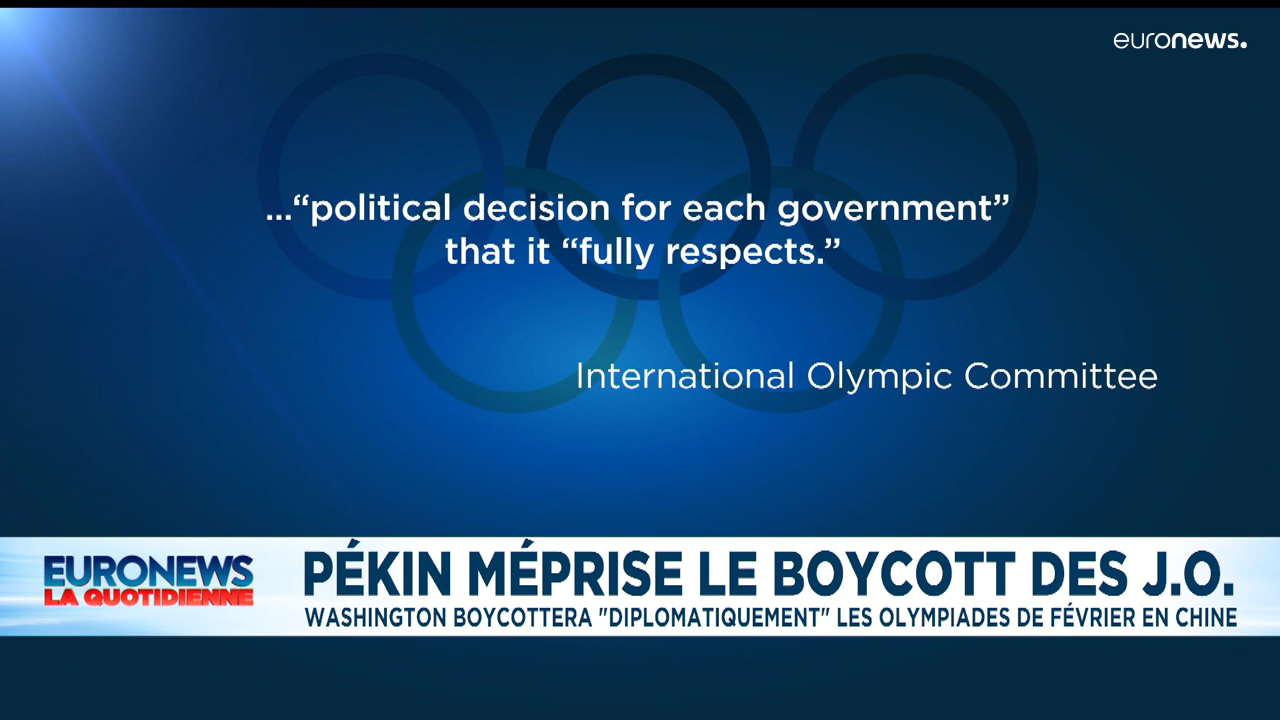 euronews.
...“political decision for each government”
that it “fully respects.”
International Olympic Committee
EURONEWS
LA QUOTIDIENNE
PÉKIN MÉPRISE LE BOYCOTT DES J.O.
WASHINGTON BOYCOTTERA "DIPLOMATIQUEMENT" LES OLYMPIADES DE FÉVRIER EN CHINE